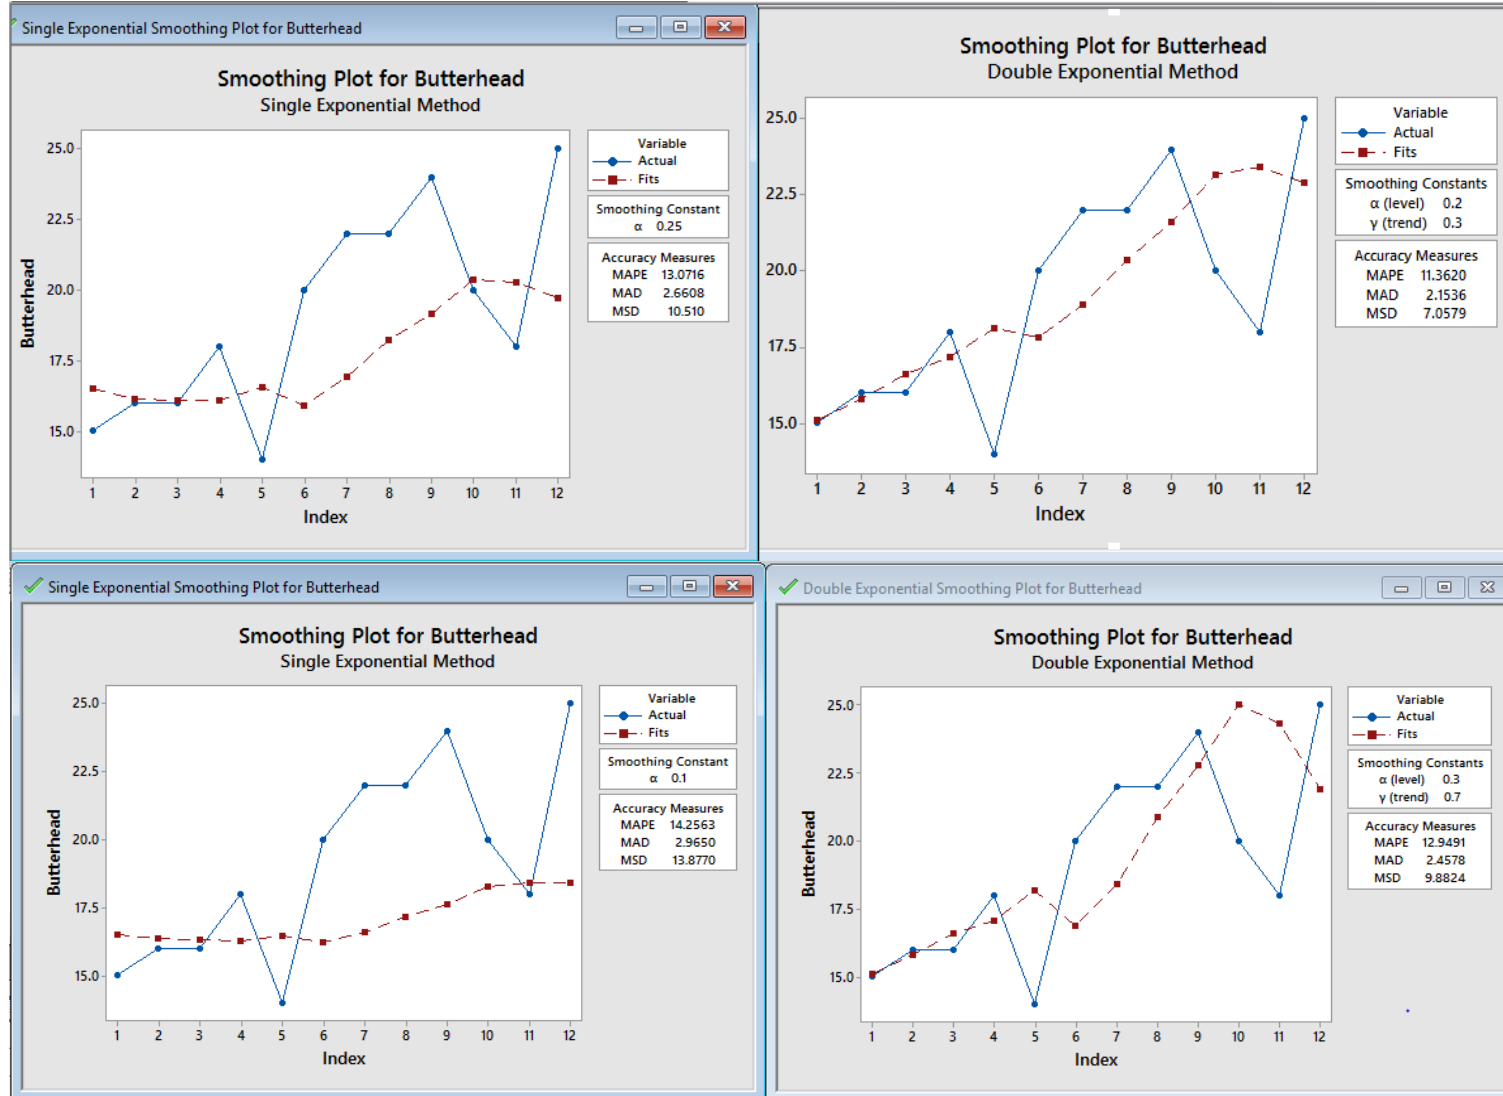 Single Exponential Smoothing Plot for Butterhead
Smoothing Plot for Butterhead
Single Exponential Method
25.0
22.5
20.0
17.5
15.0
Butterhead
1 2 3 4 5 6 7 8 9 10 11 12
Index
Variable
Actual
Fits
Smoothing Constant
α 0.25
Accuracy Measures
MAPE 13.0716
MAD 2.6608
MSD 10.510
Smoothing Plot for Butterhead
Double Exponential Method
25.0
22.5
20.0
17.5
15.0
1 2 3 4 5 6 7 8 9 10 11 12
Index
Variable
Actual
Fits
Smoothing Constants
α (level) 0.2
γ (trend) 0.3
Accuracy Measures
MAPE 11.3620
MAD 2.1536
MSD 7.0579
Single Exponential Smoothing Plot for Butterhead
Smoothing Plot for Butterhead
Single Exponential Method
25.0
22.5
20.0
17.5
15.0
Butterhead
1 2 3 4 5 6 7 8 9 10 11 12
Index
Variable
Actual
Fits
Smoothing Constant
α 0.1
Accuracy Measures
MAPE 14.2563
MAD 2.9650
MSD 13.8770
Double Exponential Smoothing Plot for Butterhead
Smoothing Plot for Butterhead
Double Exponential Method
25.0
22.5
20.0
17.5
15.0
Butterhead
1 2 3 4 5 6 7 8 9 10 11 12
Index
Variable
Actual
Fits
Smoothing Constants
α (level) 0.3
γ (trend) 0.7
Accuracy Measures
MAPE 12.9491
MAD 2.4578
MSD 9.8824